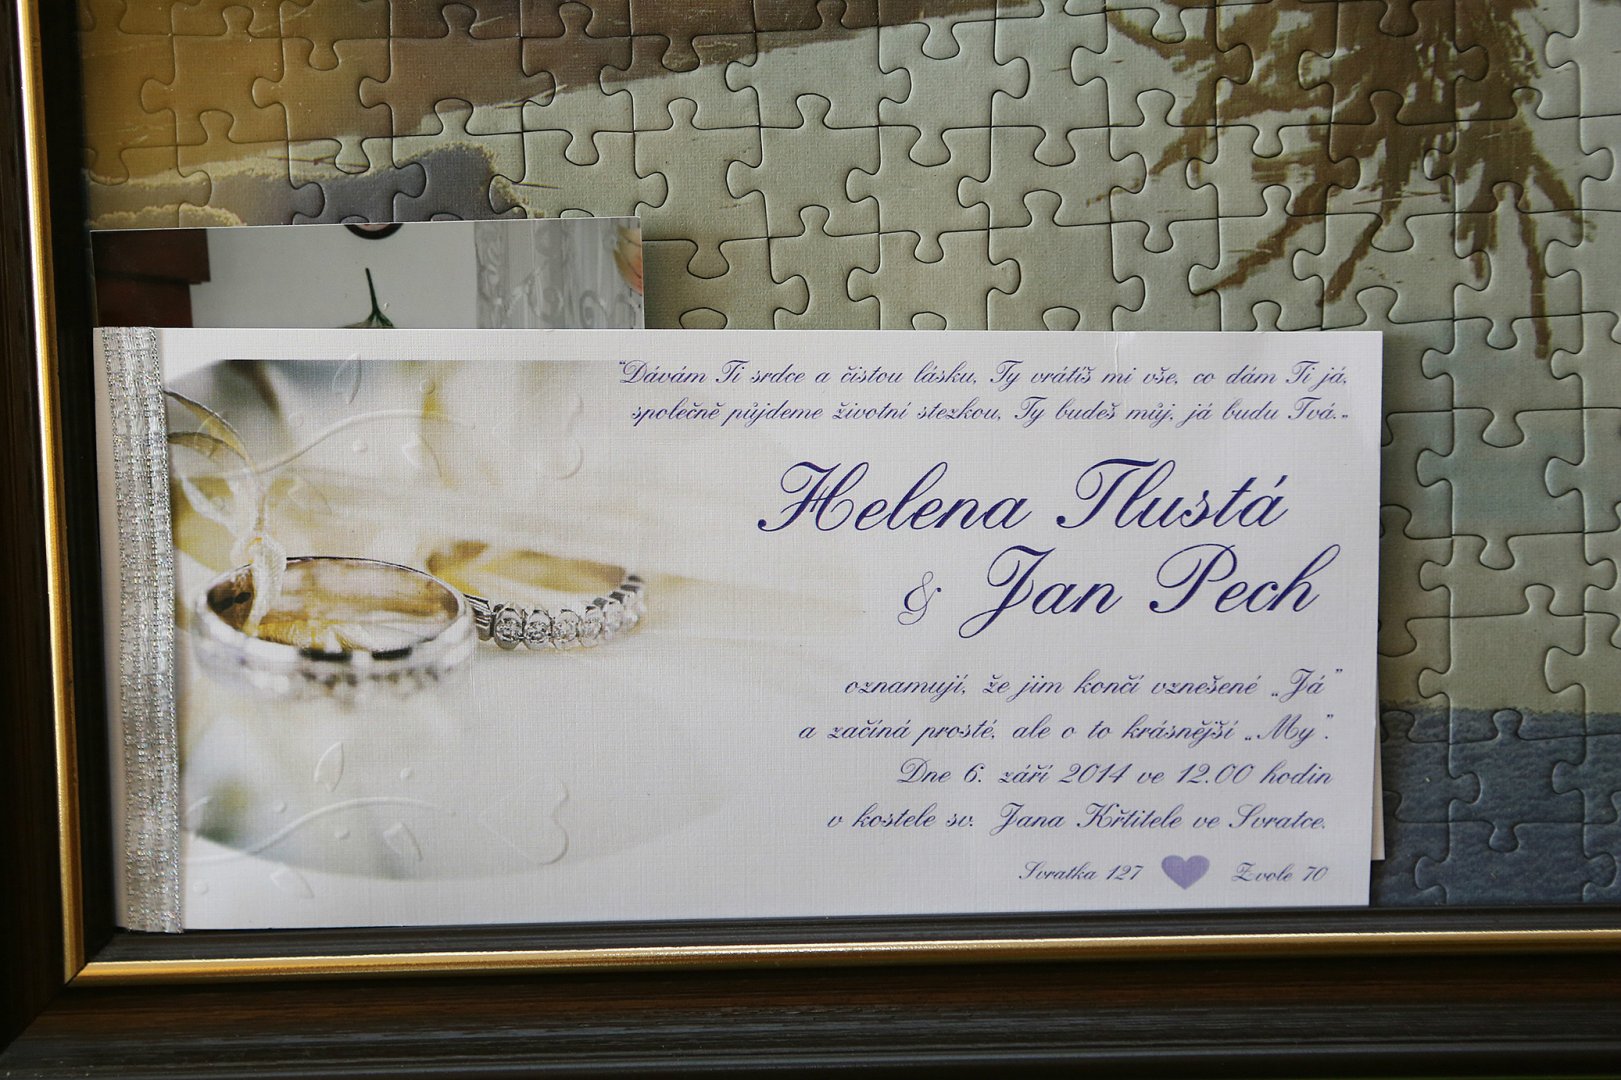 "Dávám Ti srdce a čistou lásku, Ty vrátíš mi vše, co dám Ti já,
společně půjdeme životní stezkou, Ty budeš můj, já budu Tvá.„
Helena Tlustá
& Jan Pech
oznamují, že jim končí vznešené „Já”
a začíná prosté, ale o to krásnější „My”.
Dne 6. září 2014 ve 12.00 hodin
v kostele sv. Jana Křtitele ve Svratce.
Svratka 127 Zvole 70